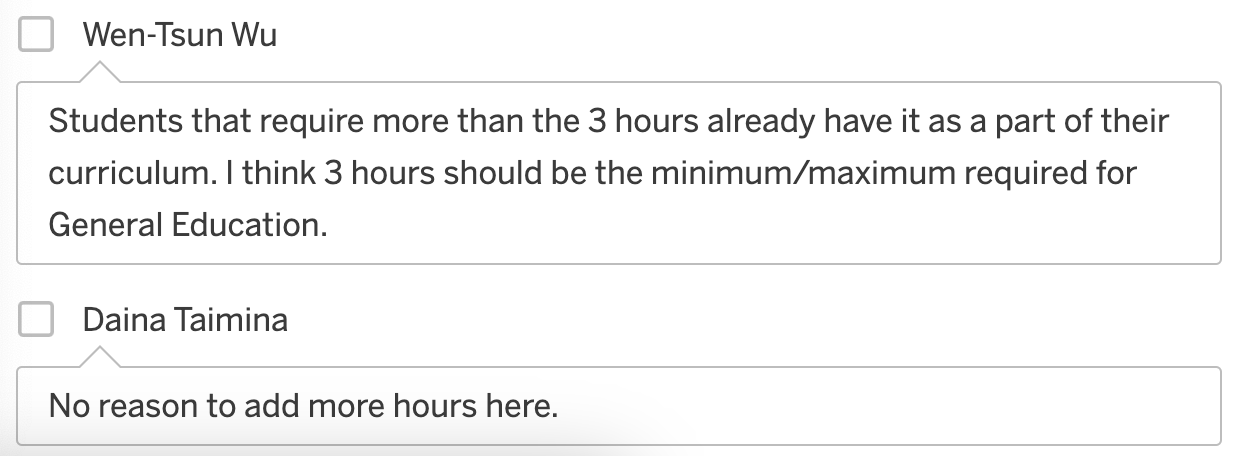 Wen-Tsun Wu
Students that require more than the 3 hours already have it as a part of their
curriculum. I think 3 hours should be the minimum/maximum required for
General Education.
Daina Taimina
No reason to add more hours here.